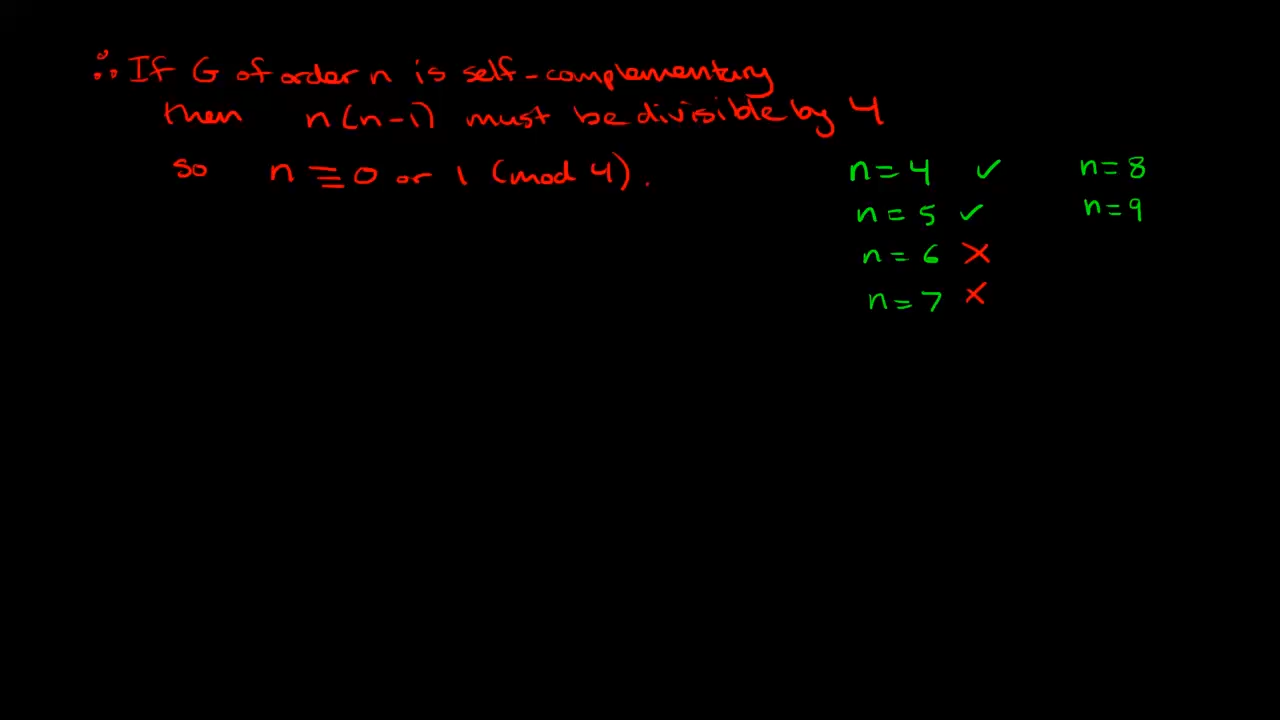 ∴ If G of order n is self-complementary
then n(n-1) must be divisible by 4
so n ≡ 0 or 1 (mod 4).
n = 4 ✓
n = 5 ✓
n = 6 ✗
n = 7 ✗
n = 8
n = 9